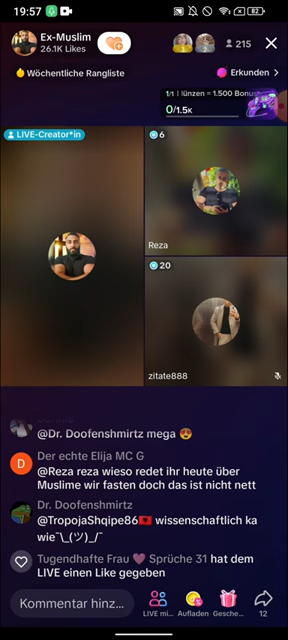 19:57
82
Ex-Muslim
26.1K Likes
215
Wöchentliche Rangliste
Erkunden
1/1 Münzen = 1.500 Bonus
0/1.5K
LIVE-Creator*in
6
Reza
20
zitate888
@Dr. Doofenshmirtz mega 😍
Der echte Elija MC G
@Reza reza wieso redet ihr heute über
Muslime wir fasten doch das ist nicht nett
Dr. Doofenshmirtz
@TropojaShqipe86🇦🇱 wissenschaftlich ka
wie¯\_(ツ)_/¯
Tugendhafte Frau 🩷 Sprüche 31 hat dem
LIVE einen Like gegeben
Kommentar hinz...
LIVE mi...
Aufladen
Gesche...
12